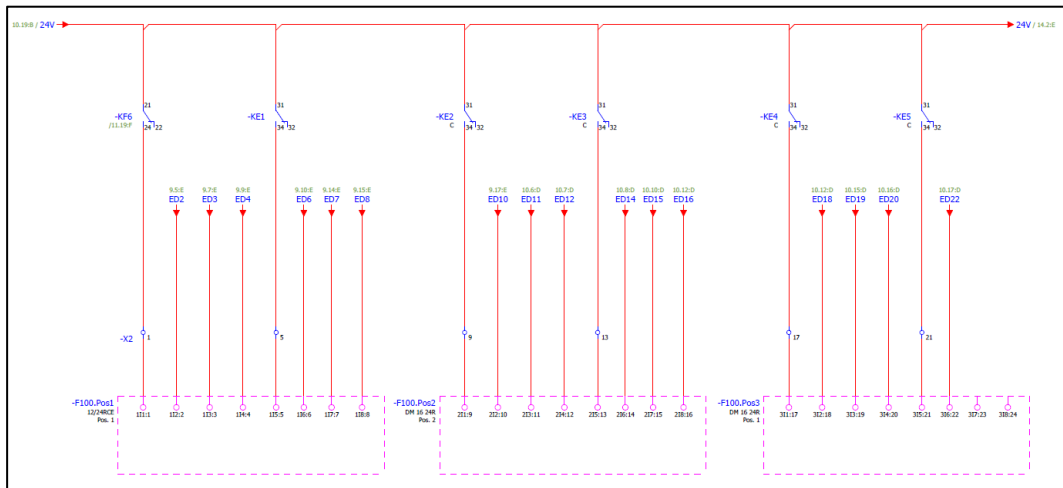 10.19:B / 24V
24V / 14.2:E
21
31
31
31
31
31
-KF6
-KE1
-KE2
-KE3
-KE4
-KE5
/11.19:F
C
C
C
C
24 22
34 32
34 32
34 32
34 32
34 32
9.5:E
9.7:E
9.9:E
9.10:E
9.14:E
9.15:E
9.17:E
10.6:D
10.7:D
10.8:D
10.10:D
10.12:D
10.12:D
10.15:D
10.16:D
10.17:D
ED2
ED3
ED4
ED6
ED7
ED8
ED10
ED11
ED12
ED14
ED15
ED16
ED18
ED19
ED20
ED22
-X2
1
5
9
13
17
21
-F100.Pos1
12/24RCE
Pos. 1
1I1:1
1I2:2
1I3:3
1I4:4
1I5:5
1I6:6
1I7:7
1I8:8
-F100.Pos2
DM 16 24R
Pos. 2
2I1:9
2I2:10
2I3:11
2I4:12
2I5:13
2I6:14
2I7:15
2I8:16
-F100.Pos3
DM 16 24R
Pos. 1
3I1:17
3I2:18
3I3:19
3I4:20
3I5:21
3I6:22
3I7:23
3I8:24